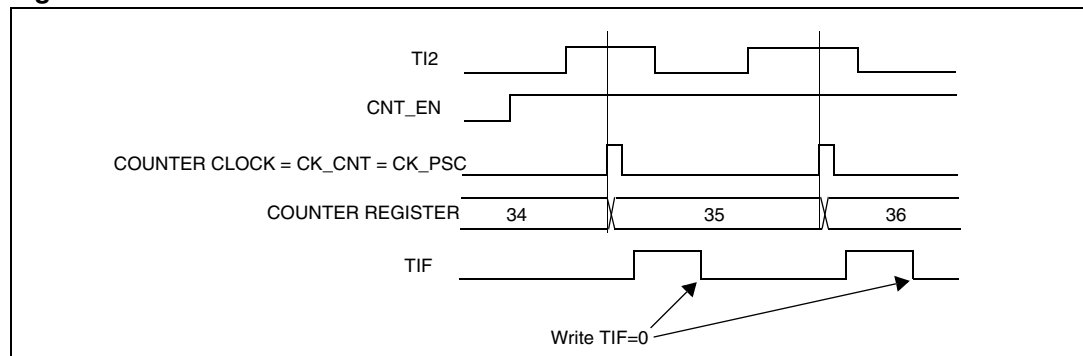 TI2
CNT_EN
COUNTER CLOCK = CK_CNT = CK_PSC
COUNTER REGISTER 34 35 36
TIF
Write TIF=0